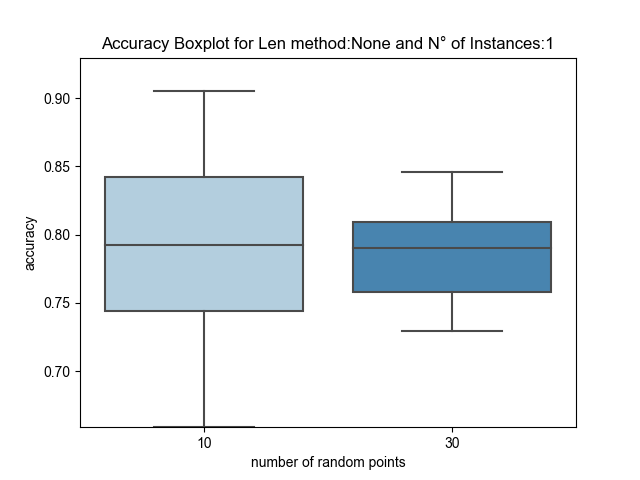 Accuracy Boxplot for Len method:None and N° of Instances:1
0.90
0.85
0.80
0.75
0.70
accuracy
10
30
number of random points